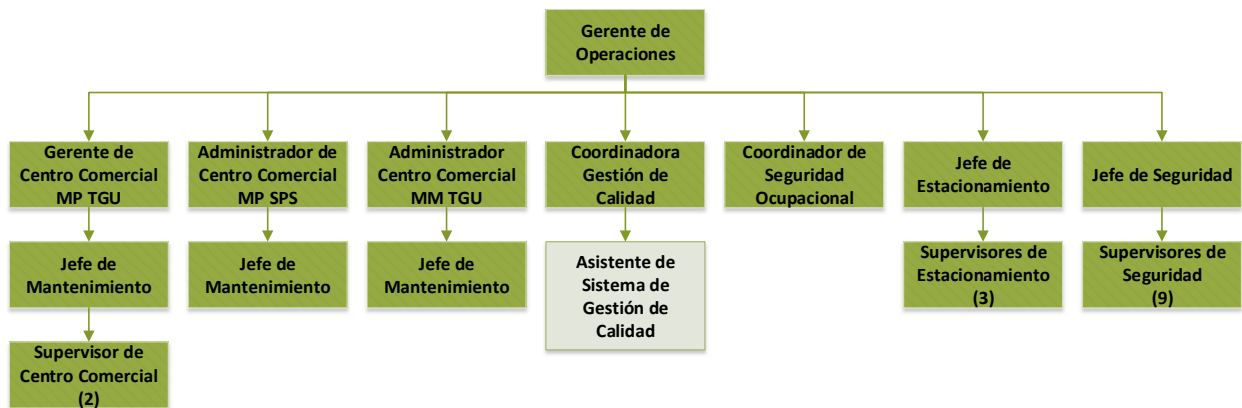 Gerente de
Operaciones
Gerente de
Centro Comercial
MP TGU
Administrador de
Centro Comercial
MP SPS
Administrador
Centro Comercial
MM TGU
Coordinadora
Gestión de
Calidad
Coordinador de
Seguridad
Ocupacional
Jefe de
Estacionamiento
Jefe de Seguridad
Jefe de
Mantenimiento
Jefe de
Mantenimiento
Jefe de
Mantenimiento
Asistente de
Sistema de
Gestión de
Calidad
Supervisores de
Estacionamiento
(3)
Supervisores de
Seguridad
(9)
Supervisor de
Centro Comercial
(2)